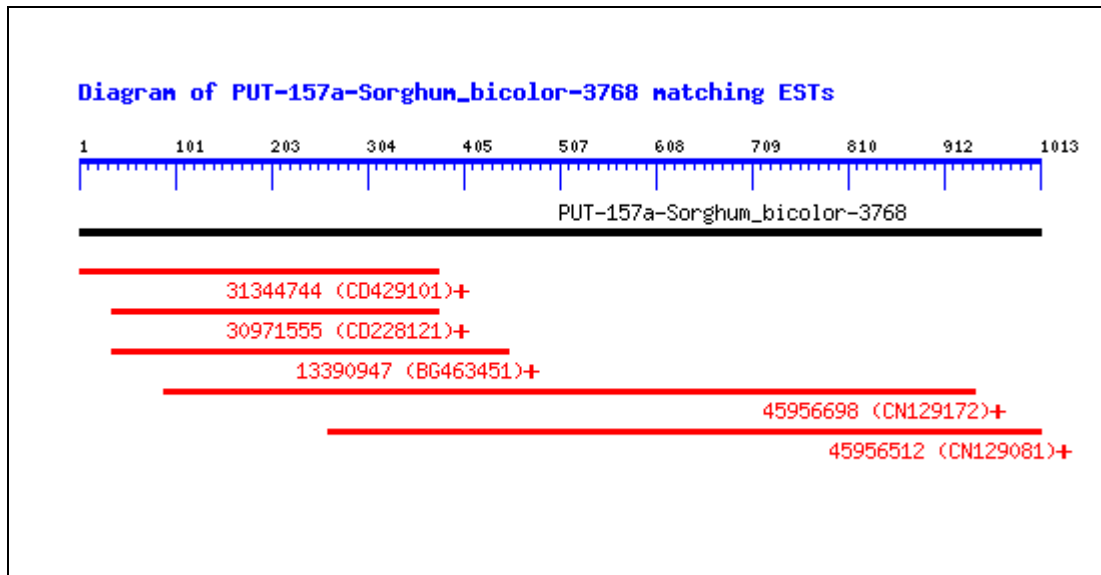 Diagram of PUT-157a-Sorghum_bicolor-3768 matching ESTs
1 101 203 304 405 507 608 709 810 912 1013
PUT-157a-Sorghum_bicolor-3768
31344744 (CD429101)+
30971555 (CD228121)+
13390947 (BG463451)+
45956698 (CN129172)+
45956512 (CN129081)+